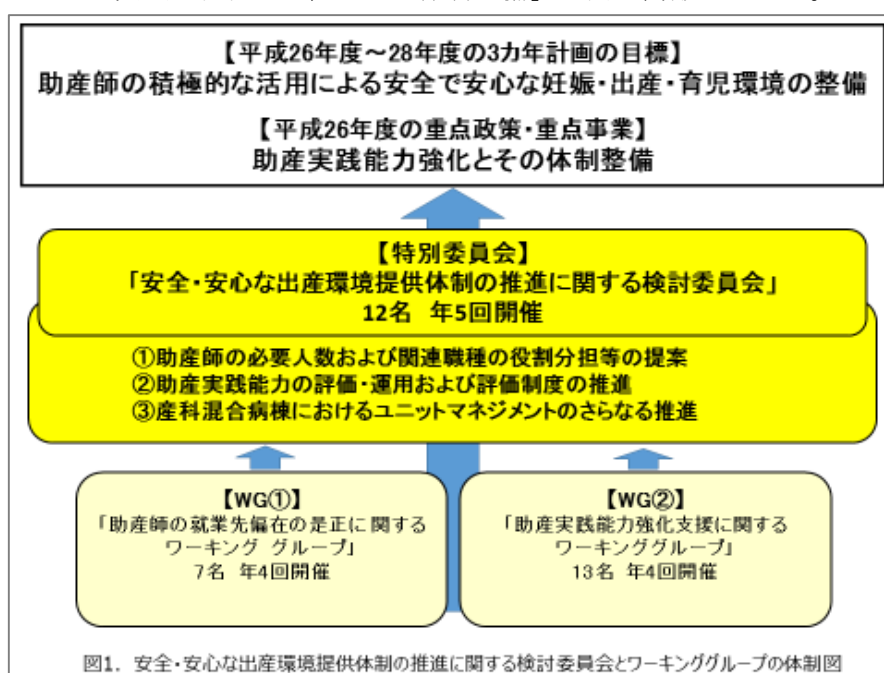 【平成26年度～28年度の3カ年計画の目標】
助産師の積極的な活用による安全で安心な妊娠・出産・育児環境の整備
【平成26年度の重点政策・重点事業】
助産実践能力強化とその体制整備
【特別委員会】
「安全・安心な出産環境提供体制の推進に関する検討委員会」
12名 年5回開催
①助産師の必要人数および関連職種の役割分担等の提案
②助産実践能力の評価・運用および評価制度の推進
③産科混合病棟におけるユニットマネジメントのさらなる推進
【WG①】
「助産師の就業先偏在の是正に関する
ワーキング グループ」
7名 年4回開催
【WG②】
「助産実践能力強化支援に関する
ワーキンググループ」
13名 年4回開催
図1. 安全・安心な出産環境提供体制の推進に関する検討委員会とワーキンググループの体制図